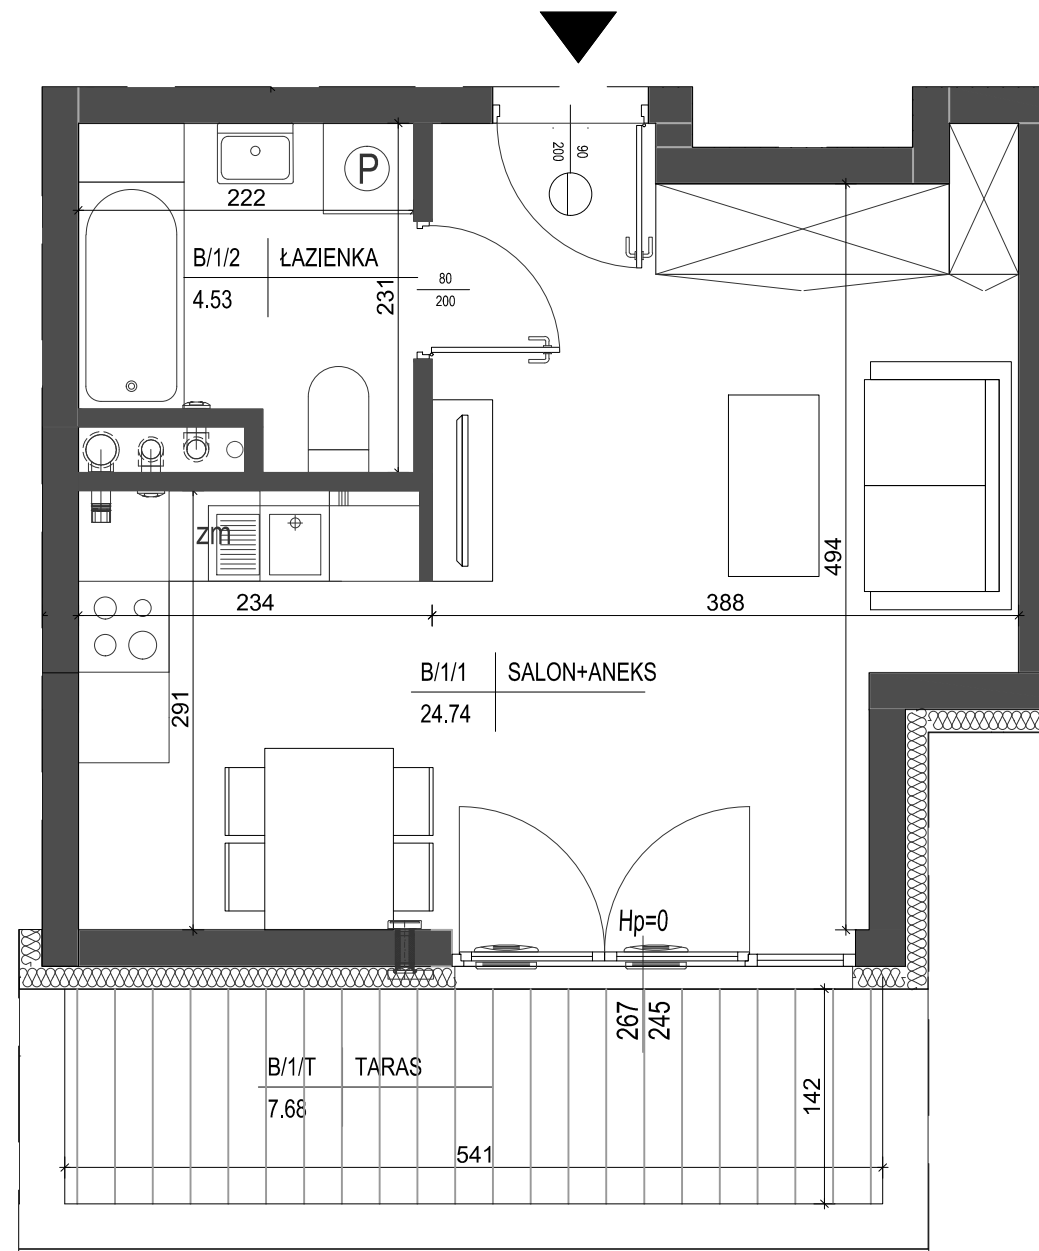 90
200
P
222
B/1/2 ŁAZIENKA
4.53
231
80
200
zm
494
234
388
B/1/1 SALON+ANEKS
24.74
291
Hp=0
267
245
B/1/T TARAS
7.68
142
541